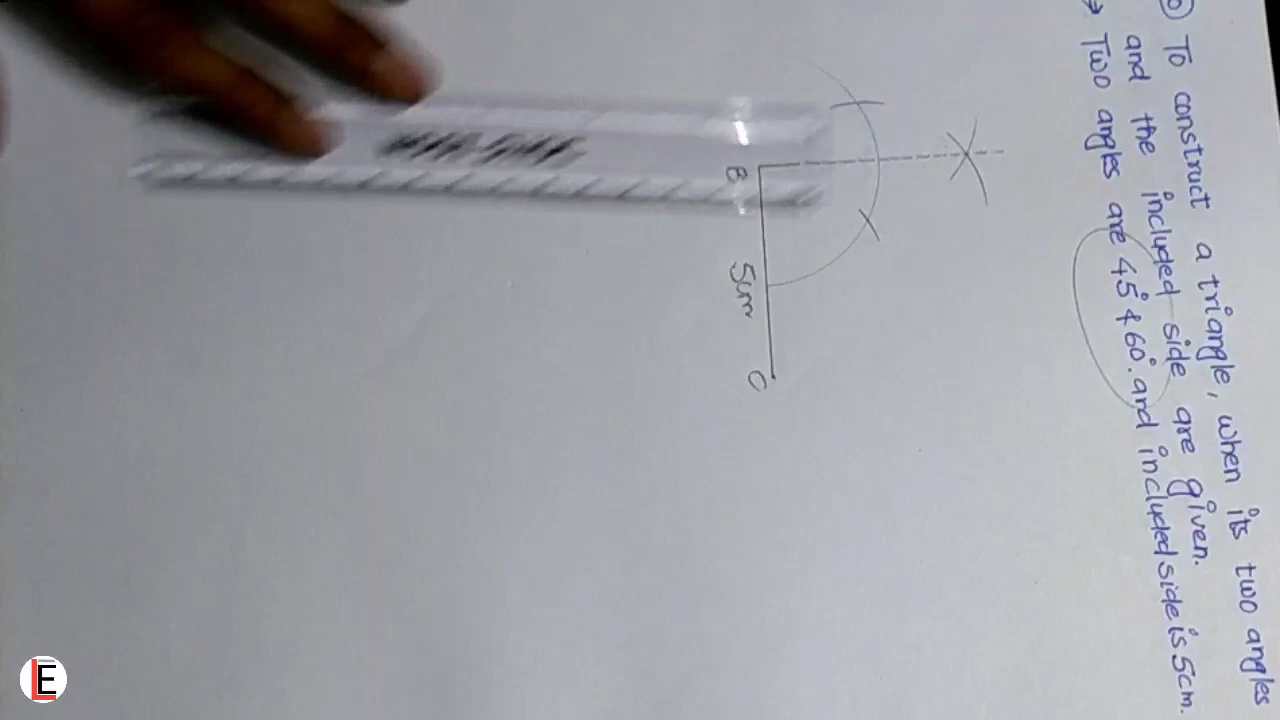 To construct a triangle, when its two angles
and the included side are given.
→ Two angles are 45° & 60°. and included side is 5cm.
B
5cm
C
LE